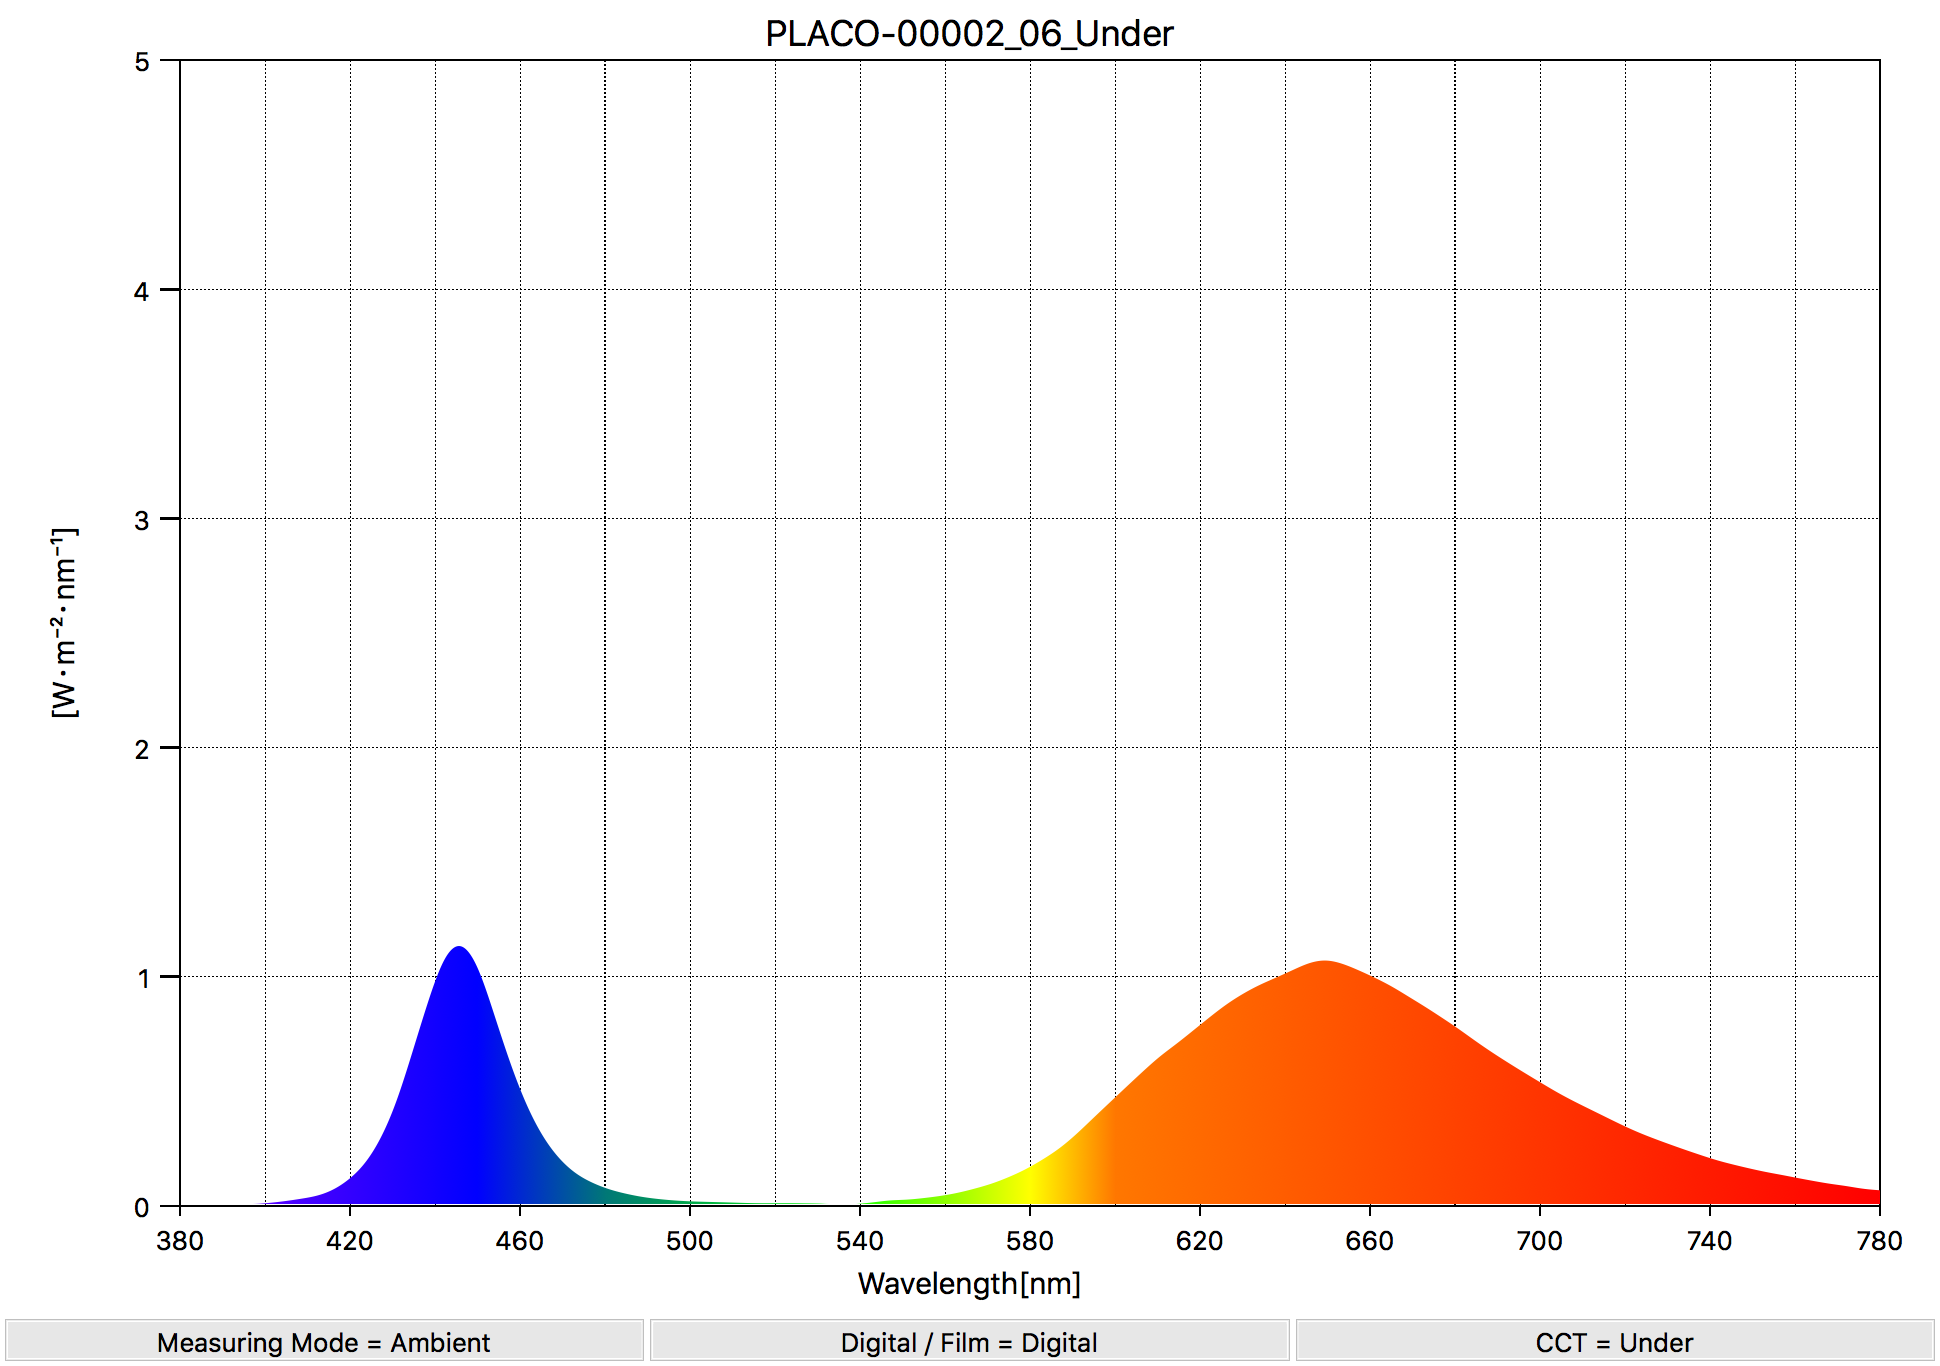 PLACO-00002_06_Under
5
4
3
2
1
0
[W·m⁻²·nm⁻¹]
380 420 460 500 540 580 620 660 700 740 780
Wavelength[nm]
Measuring Mode = Ambient
Digital / Film = Digital
CCT = Under